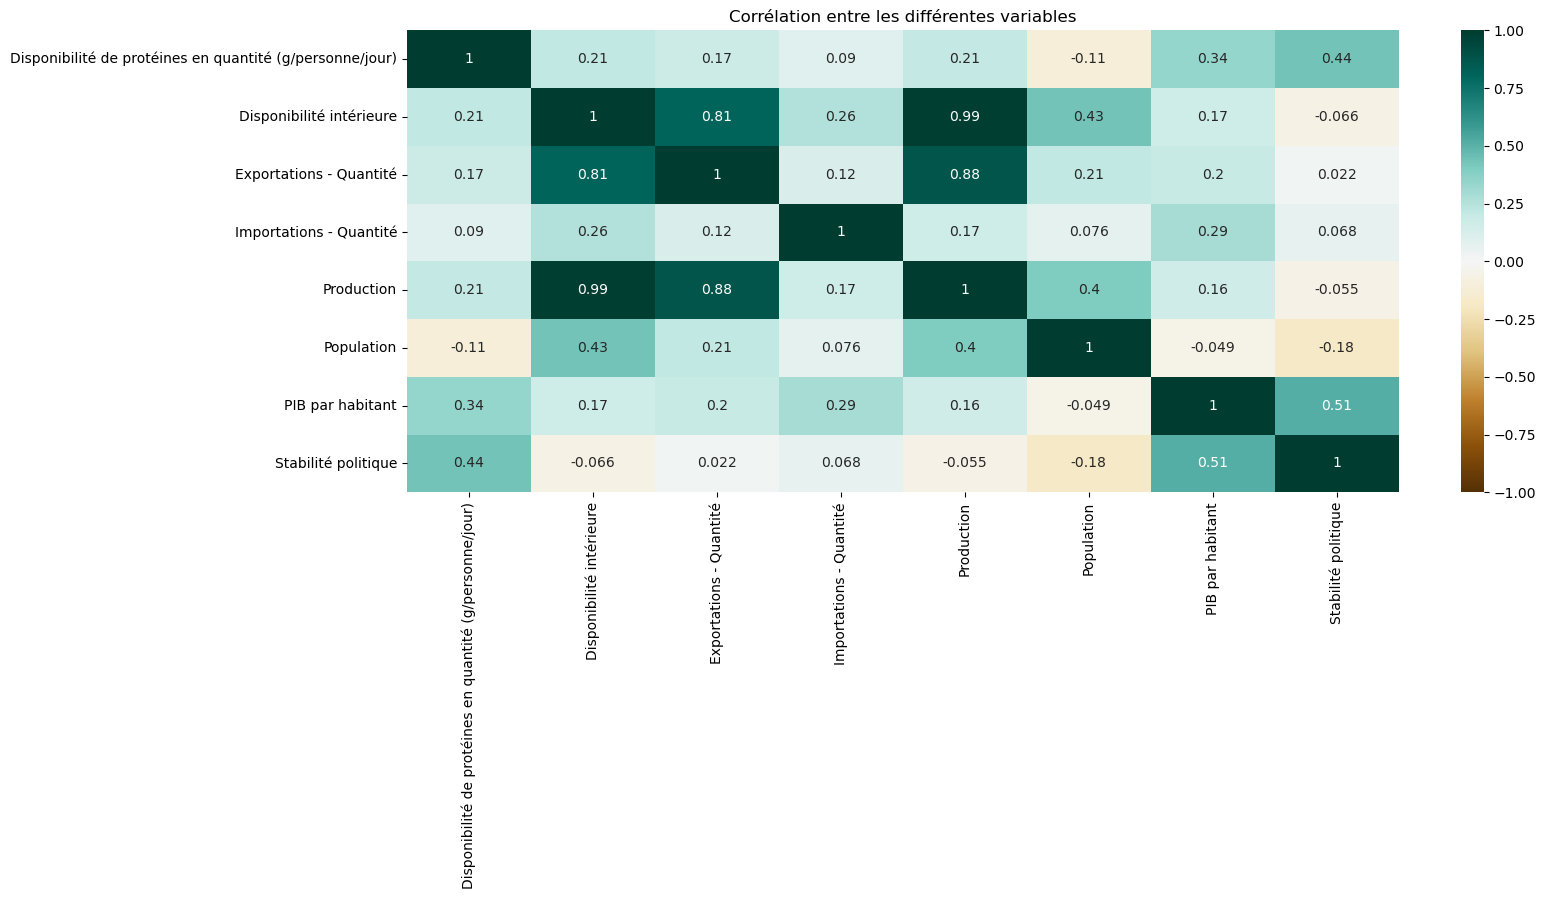 Corrélation entre les différentes variables
Disponibilité de protéines en quantité (g/personne/jour) 1 0.21 0.17 0.09 0.21 -0.11 0.34 0.44
Disponibilité intérieure 0.21 1 0.81 0.26 0.99 0.43 0.17 -0.066
Exportations - Quantité 0.17 0.81 1 0.12 0.88 0.21 0.2 0.022
Importations - Quantité 0.09 0.26 0.12 1 0.17 0.076 0.29 0.068
Production 0.21 0.99 0.88 0.17 1 0.4 0.16 -0.055
Population -0.11 0.43 0.21 0.076 0.4 1 -0.049 -0.18
PIB par habitant 0.34 0.17 0.2 0.29 0.16 -0.049 1 0.51
Stabilité politique 0.44 -0.066 0.022 0.068 -0.055 -0.18 0.51 1
Disponibilité de protéines en quantité (g/personne/jour)
Disponibilité intérieure
Exportations - Quantité
Importations - Quantité
Production
Population
PIB par habitant
Stabilité politique
1.00
0.75
0.50
0.25
0.00
−0.25
−0.50
−0.75
−1.00